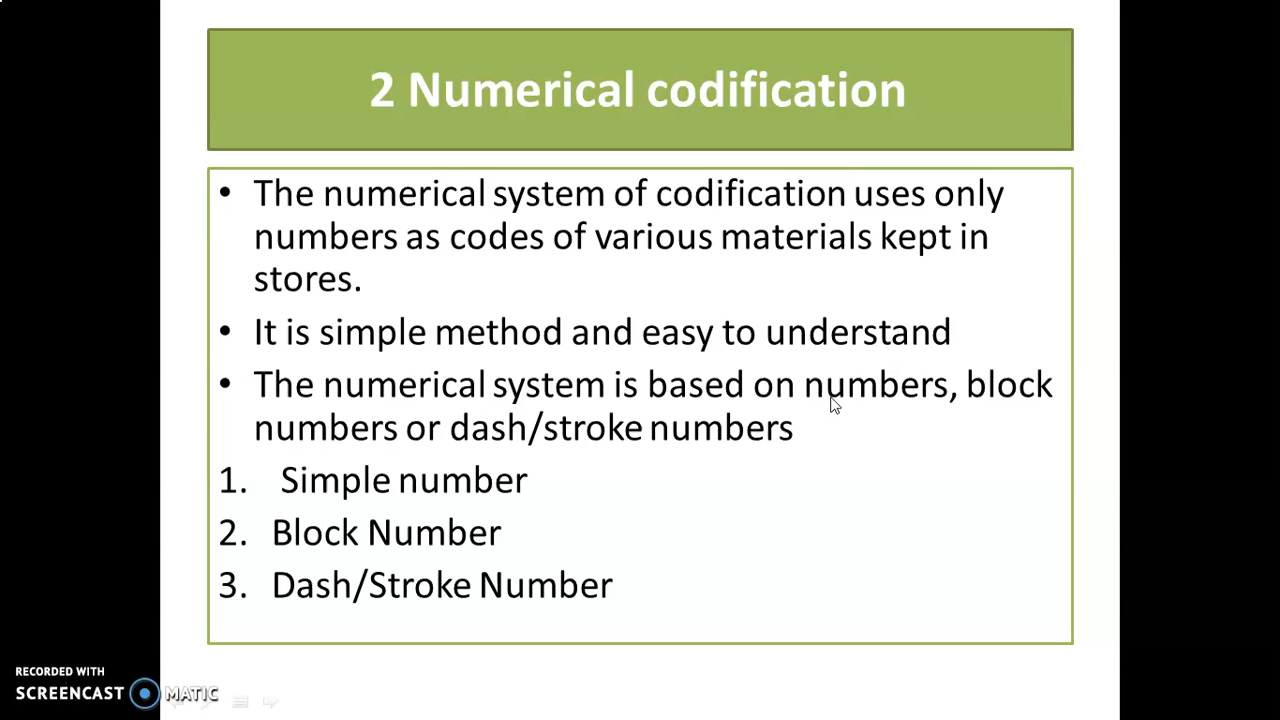 2 Numerical codification
• The numerical system of codification uses only
numbers as codes of various materials kept in
stores.
• It is simple method and easy to understand
• The numerical system is based on numbers, block
numbers or dash/stroke numbers
1. Simple number
2. Block Number
3. Dash/Stroke Number
RECORDED WITH
SCREENCAST MATIC